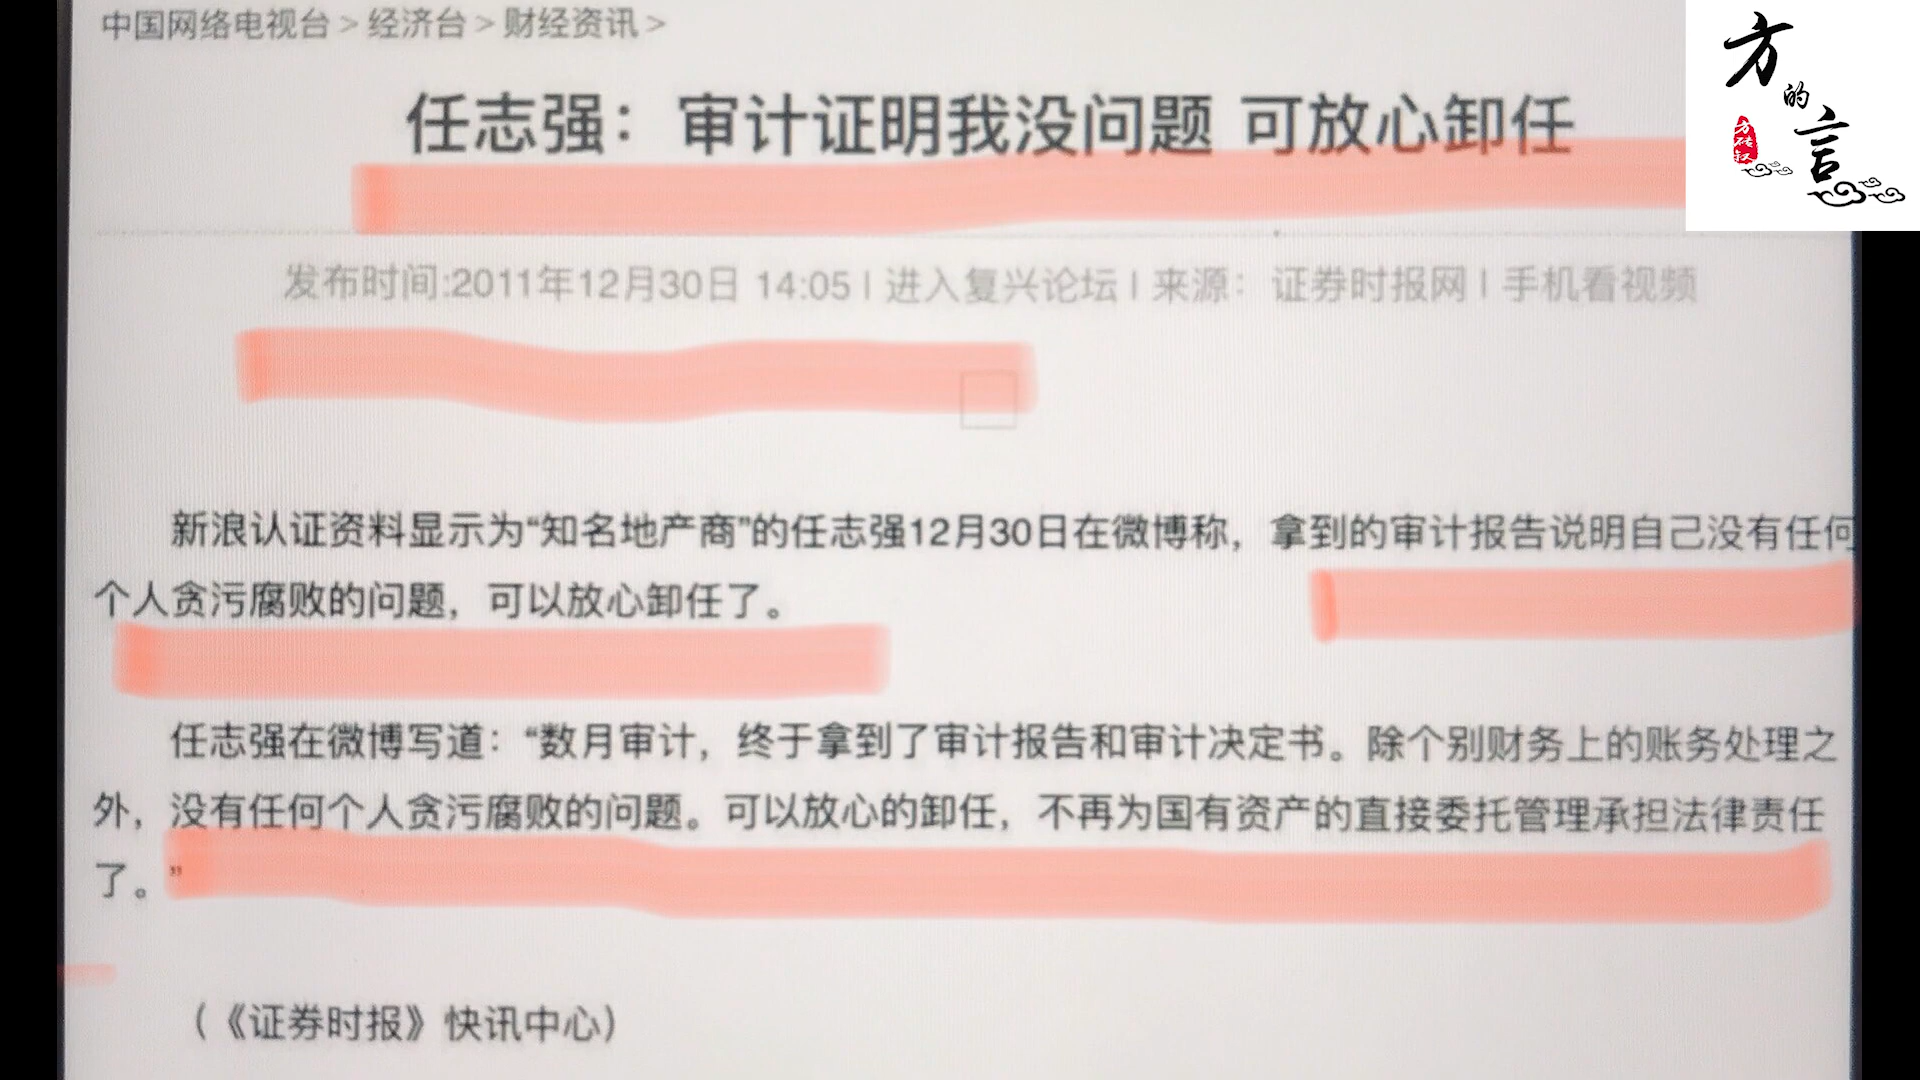 中国网络电视台 > 经济台 > 财经资讯 >
任志强：审计证明我没问题 可放心卸任
方的言
方砖叙
发布时间:2011年12月30日 14:05 | 进入复兴论坛 | 来源：证券时报网 | 手机看视频
新浪认证资料显示为“知名地产商”的任志强12月30日在微博称，拿到的审计报告说明自己没有任何
个人贪污腐败的问题，可以放心卸任了。
任志强在微博写道：“数月审计，终于拿到了审计报告和审计决定书。除个别财务上的账务处理之
外，没有任何个人贪污腐败的问题。可以放心的卸任，不再为国有资产的直接委托管理承担法律责任
了。”
（《证券时报》快讯中心）